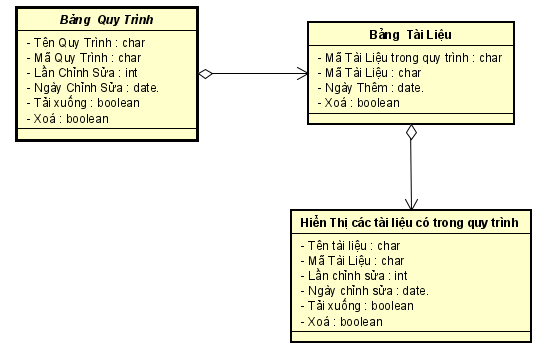 Bảng Quy Trình
- Tên Quy Trình : char
- Mã Quy Trình : char
- Lần Chỉnh Sửa : int
- Ngày Chỉnh Sửa : date.
- Tải xuống : boolean
- Xoá : boolean
Bảng Tài Liệu
- Mã Tài Liệu trong quy trình : char
- Mã Tài Liệu : char
- Ngày Thêm : date.
- Xoá : boolean
Hiển Thị các tài liệu có trong quy trình
- Tên tài liệu : char
- Mã Tài Liệu : char
- Lần chỉnh sửa : int
- Ngày chỉnh sửa : date.
- Tải xuống : boolean
- Xoá : boolean